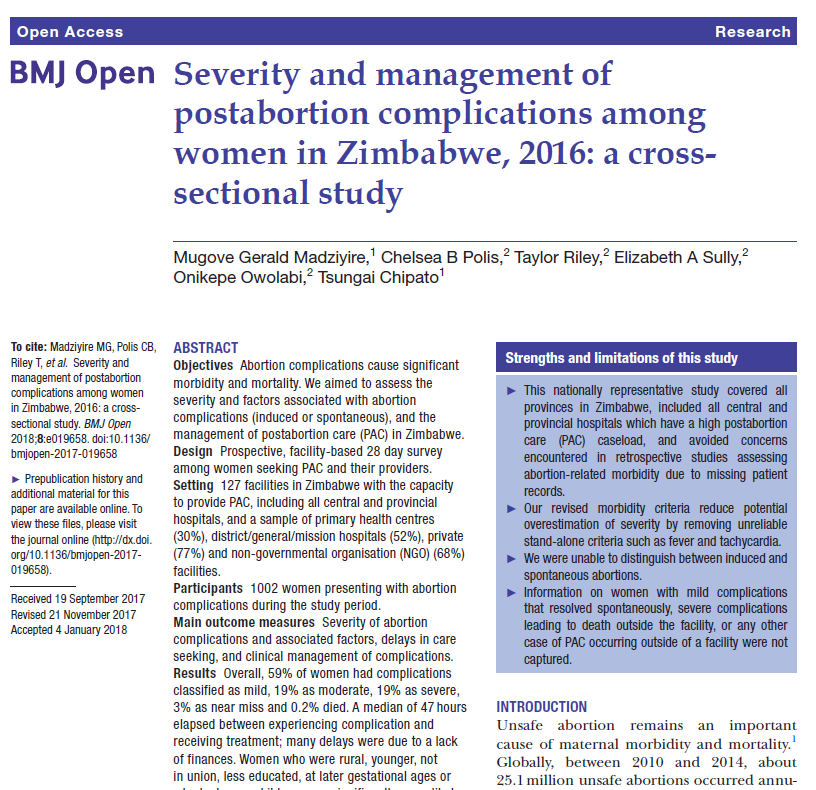 Open Access
Research
BMJ Open
Severity and management of
postabortion complications among
women in Zimbabwe, 2016: a cross-
sectional study
Mugove Gerald Madziyire,1 Chelsea B Polis,2 Taylor Riley,2 Elizabeth A Sully,2
Onikepe Owolabi,2 Tsungai Chipato1
To cite: Madziyire MG, Polis CB,
Riley T, et al. Severity and
management of postabortion
complications among women
in Zimbabwe, 2016: a cross-
sectional study. BMJ Open
2018;8:e019658. doi:10.1136/
bmjopen-2017-019658
► Prepublication history and
additional material for this
paper are available online. To
view these files, please visit
the journal online (http://dx.doi.
org/10.1136/bmjopen-2017-
019658).
Received 19 September 2017
Revised 21 November 2017
Accepted 4 January 2018
ABSTRACT
Objectives Abortion complications cause significant
morbidity and mortality. We aimed to assess the
severity and factors associated with abortion
complications (induced or spontaneous), and the
management of postabortion care (PAC) in Zimbabwe.
Design Prospective, facility-based 28 day survey
among women seeking PAC and their providers.
Setting 127 facilities in Zimbabwe with the capacity
to provide PAC, including all central and provincial
hospitals, and a sample of primary health centres
(30%), district/general/mission hospitals (52%), private
(77%) and non-governmental organisation (NGO) (68%)
facilities.
Participants 1002 women presenting with abortion
complications during the study period.
Main outcome measures Severity of abortion
complications and associated factors, delays in care
seeking, and clinical management of complications.
Results Overall, 59% of women had complications
classified as mild, 19% as moderate, 19% as severe,
3% as near miss and 0.2% died. A median of 47 hours
elapsed between experiencing complication and
receiving treatment; many delays were due to a lack
of finances. Women who were rural, younger, not
in union, less educated, at later gestational ages or
Strengths and limitations of this study
► This nationally representative study covered all
provinces in Zimbabwe, included all central and
provincial hospitals which have a high postabortion
care (PAC) caseload, and avoided concerns
encountered in retrospective studies assessing
abortion-related morbidity due to missing patient
records.
► Our revised morbidity criteria reduce potential
overestimation of severity by removing unreliable
stand-alone criteria such as fever and tachycardia.
► We were unable to distinguish between induced and
spontaneous abortions.
► Information on women with mild complications
that resolved spontaneously, severe complications
leading to death outside the facility, or any other
case of PAC occurring outside of a facility were not
captured.
INTRODUCTION
Unsafe abortion remains an important
cause of maternal morbidity and mortality.1
Globally, between 2010 and 2014, about
25.1 million unsafe abortions occurred annu-